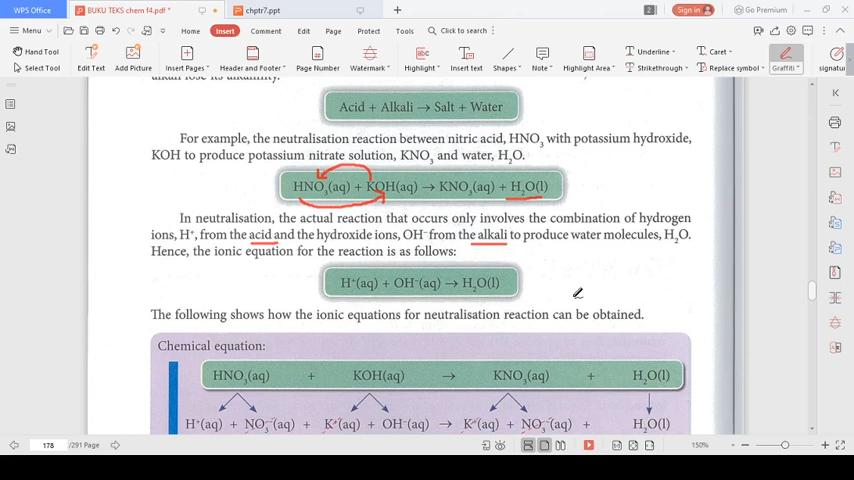 WPS Office
BUKU TEKS chem f4.pdf *
chptr7.pdf
+
2
Sign in
Go Premium
Menu
Home
Insert
Comment
Edit
Page
Protect
Tools
Click to search
Hand Tool
Select Tool
Edit Text
Add Picture
Insert Pages
Header and Footer
Page Number
Watermark
Highlight
Insert text
Shapes
Note
Highlight Area
Underline
Strikethrough
Caret
Replace symbol
Graffiti
signatur
alkali lose its alkalinity.
Acid + Alkali → Salt + Water
For example, the neutralisation reaction between nitric acid, HNO₃ with potassium hydroxide,
KOH to produce potassium nitrate solution, KNO₃ and water, H₂O.
HNO₃(aq) + KOH(aq) → KNO₃(aq) + H₂O(l)
In neutralisation, the actual reaction that occurs only involves the combination of hydrogen
ions, H⁺, from the acid and the hydroxide ions, OH⁻ from the alkali to produce water molecules, H₂O.
Hence, the ionic equation for the reaction is as follows:
H⁺(aq) + OH⁻(aq) → H₂O(l)
The following shows how the ionic equations for neutralisation reaction can be obtained.
Chemical equation:
HNO₃(aq) + KOH(aq) → KNO₃(aq) + H₂O(l)
H⁺(aq) + NO₃⁻(aq) + K⁺(aq) + OH⁻(aq) → K⁺(aq) + NO₃⁻(aq) + H₂O(l)
178 /291 Page
150%